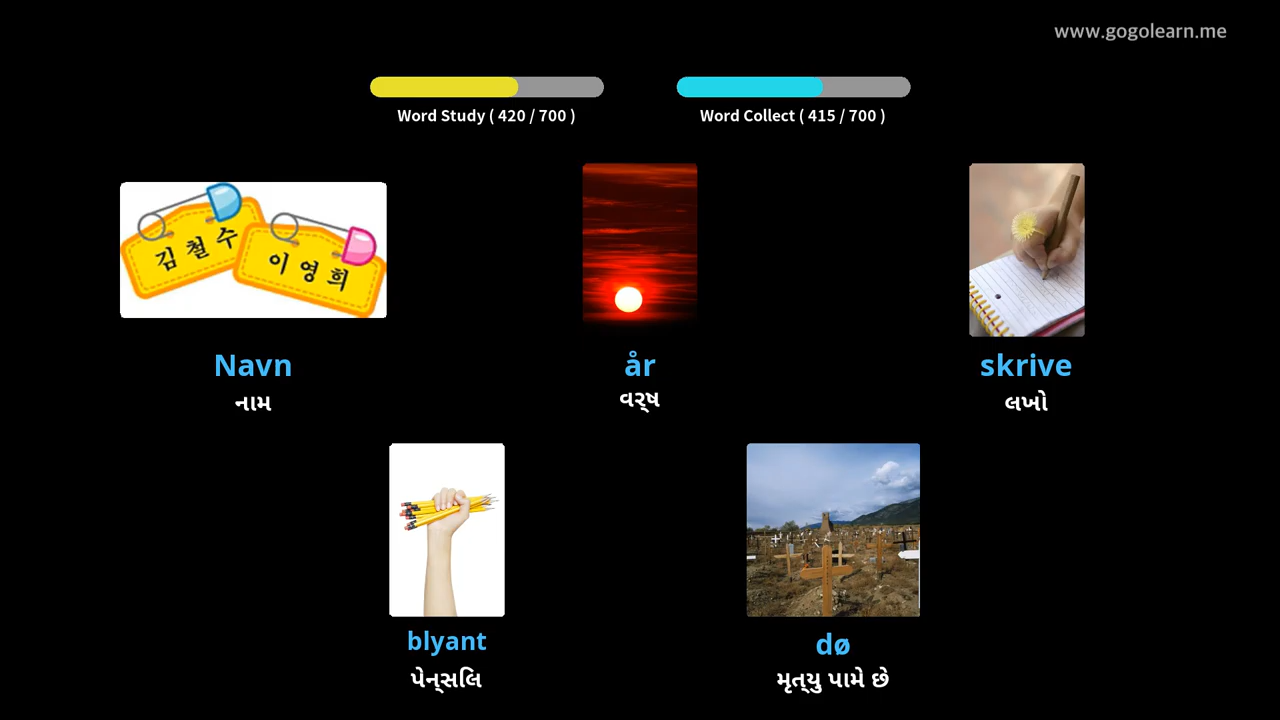 www.gogolearn.me
Word Study ( 420 / 700 )
Word Collect ( 415 / 700 )
김철수
이영희
Navn
år
skrive
નામ
વર્ષ
લખો
blyant
dø
પેન્સલિ
મૃત્યુ પામે છે